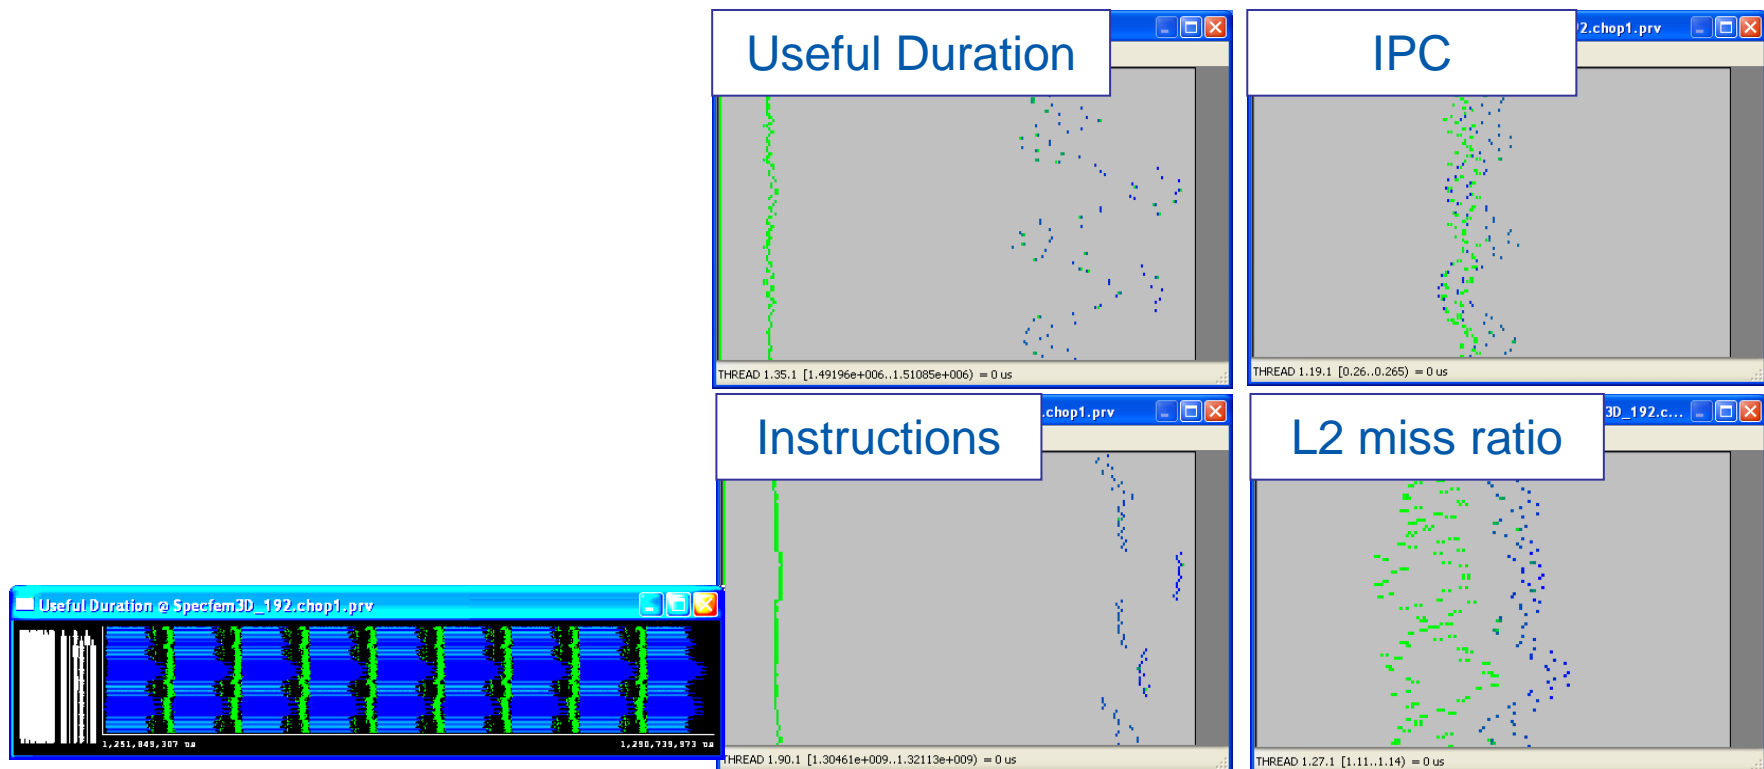 Useful Duration
IPC
2.chop1.prv
THREAD 1.35.1 [1.49196e+006..1.51085e+006) = 0 us
THREAD 1.19.1 [0.26..0.265) = 0 us
Instructions
.chop1.prv
L2 miss ratio
3D_192.c...
Useful Duration @ Specfem3D_192.chop1.prv
1,251,849,307 us
1,290,739,973 us
THREAD 1.90.1 [1.30461e+009..1.32113e+009) = 0 us
THREAD 1.27.1 [1.11..1.14) = 0 us